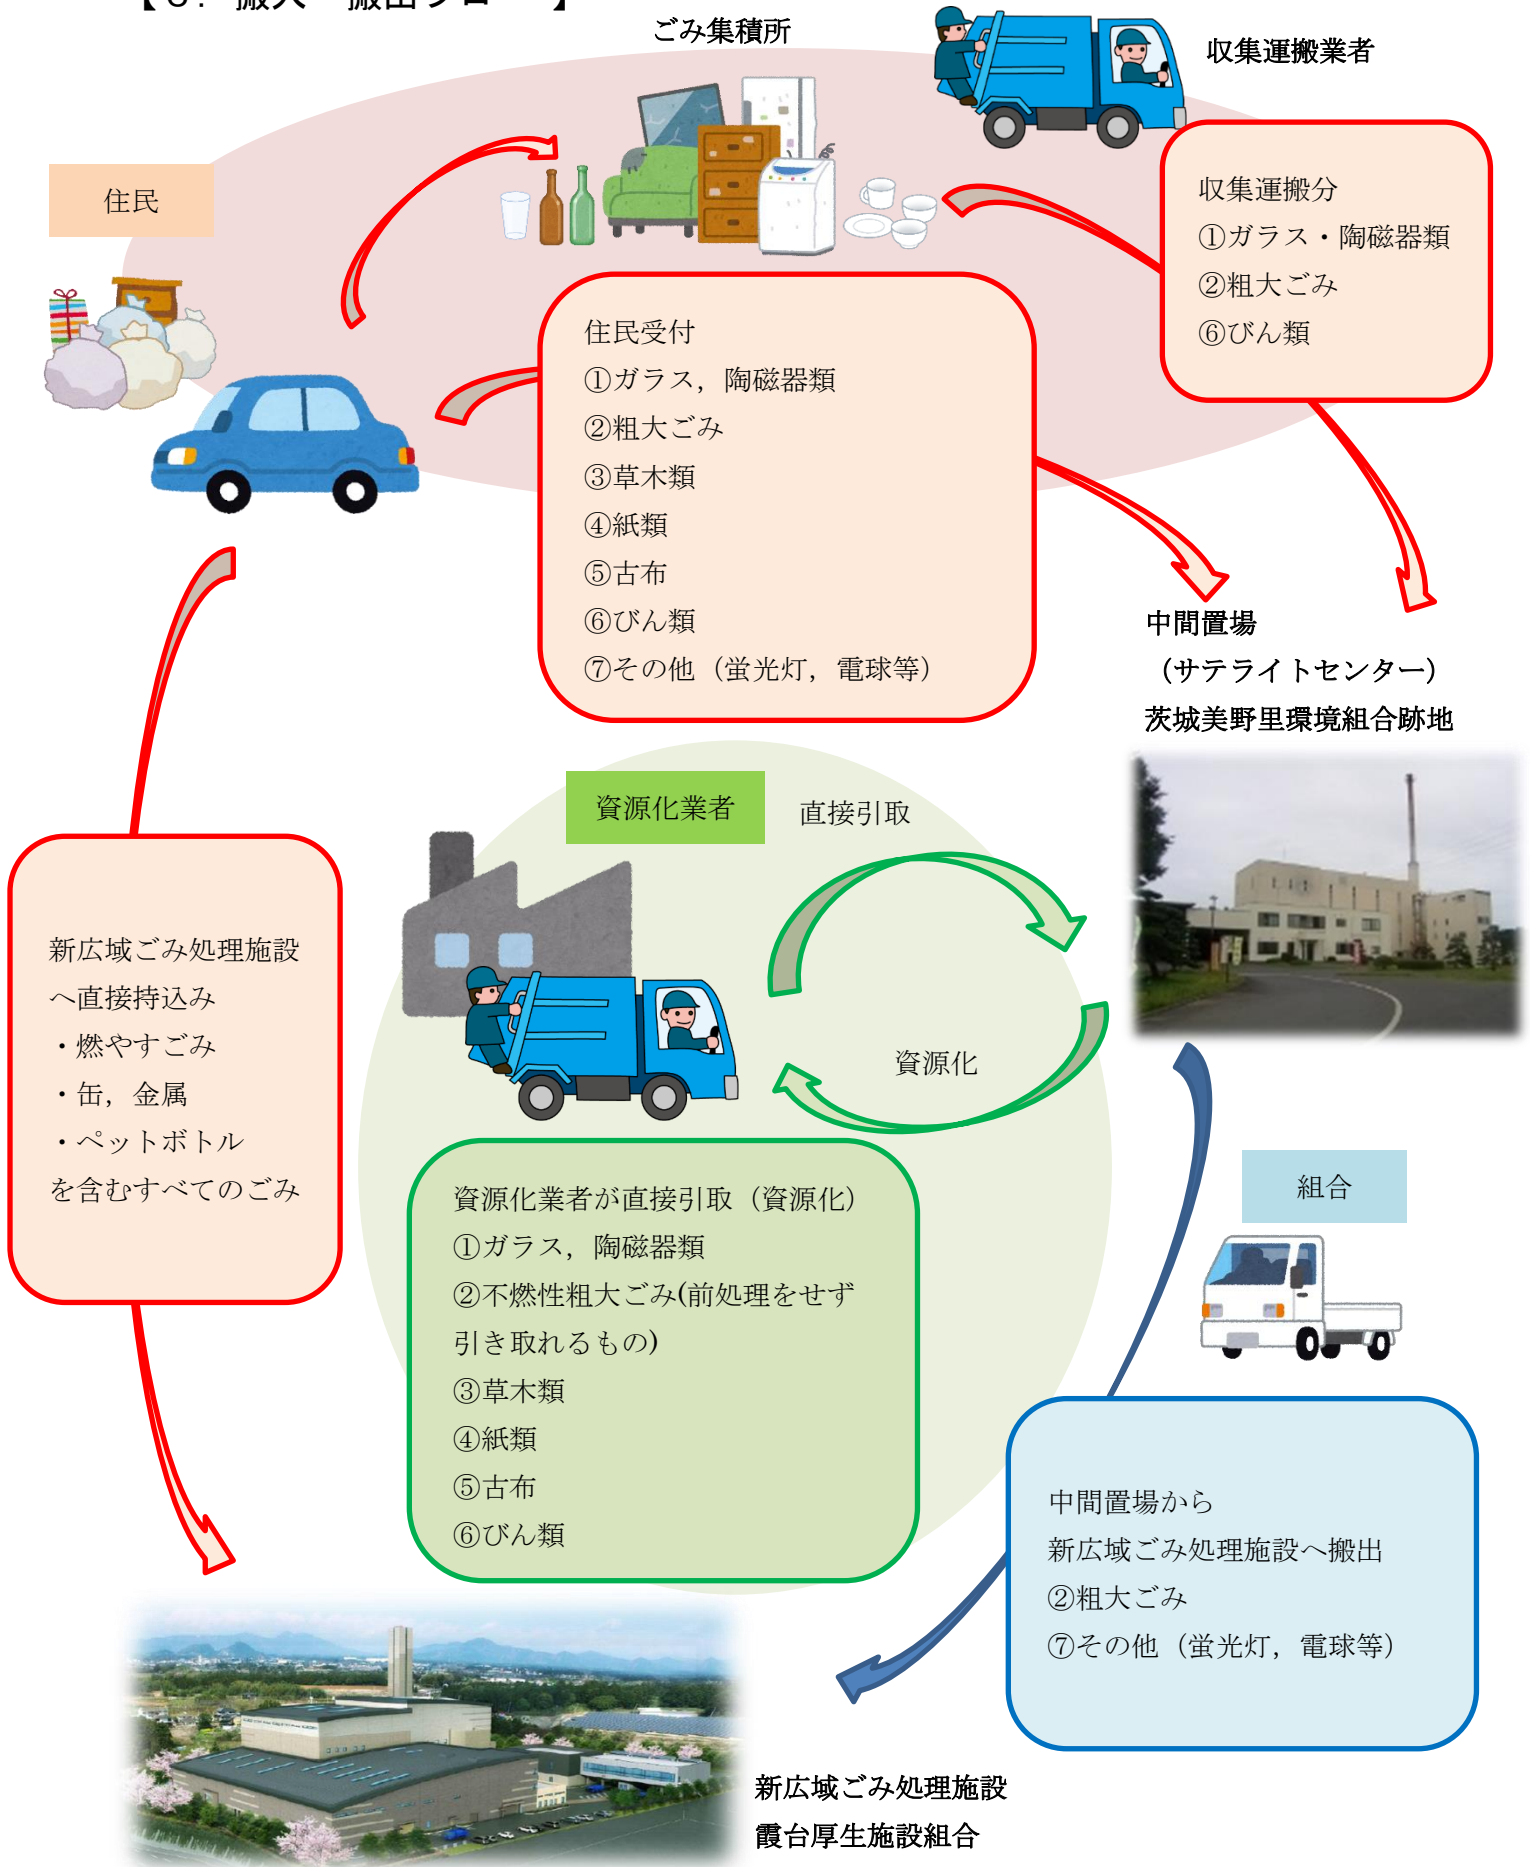 ごみ集積所
収集運搬業者
住民
収集運搬分
①ガラス・陶磁器類
②粗大ごみ
⑥びん類
住民受付
①ガラス，陶磁器類
②粗大ごみ
③草木類
④紙類
⑤古布
⑥びん類
⑦その他（蛍光灯，電球等）
中間置場
（サテライトセンター）
茨城美野里環境組合跡地
資源化業者
直接引取
資源化
新広域ごみ処理施設
へ直接持込み
・燃やすごみ
・缶，金属
・ペットボトル
を含むすべてのごみ
資源化業者が直接引取（資源化）
①ガラス，陶磁器類
②不燃性粗大ごみ(前処理をせず
引き取れるもの)
③草木類
④紙類
⑤古布
⑥びん類
組合
中間置場から
新広域ごみ処理施設へ搬出
②粗大ごみ
⑦その他（蛍光灯，電球等）
新広域ごみ処理施設
霞台厚生施設組合